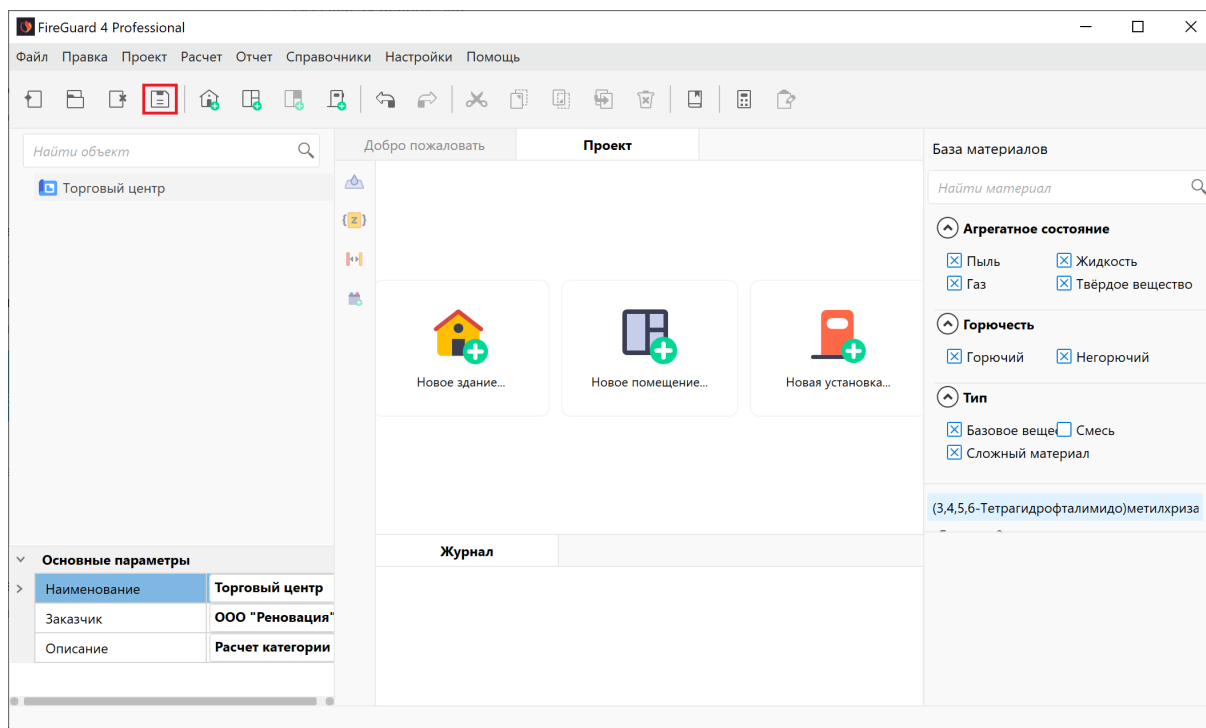 FireGuard 4 Professional
Файл Правка Проект Расчет Отчет Справочники Настройки Помощь
Найти объект
Торговый центр
Добро пожаловать
Проект
{z}
Новое здание...
Новое помещение...
Новая установка...
База материалов
Найти материал
Агрегатное состояние
Пыль Жидкость
Газ Твёрдое вещество
Горючесть
Горючий Негорючий
Тип
Базовое веще Смесь
Сложный материал
(3,4,5,6-Тетрагидрофталимидо)метилхриза
Основные параметры
Наименование Торговый центр
Заказчик ООО "Реновация"
Описание Расчет категории
Журнал